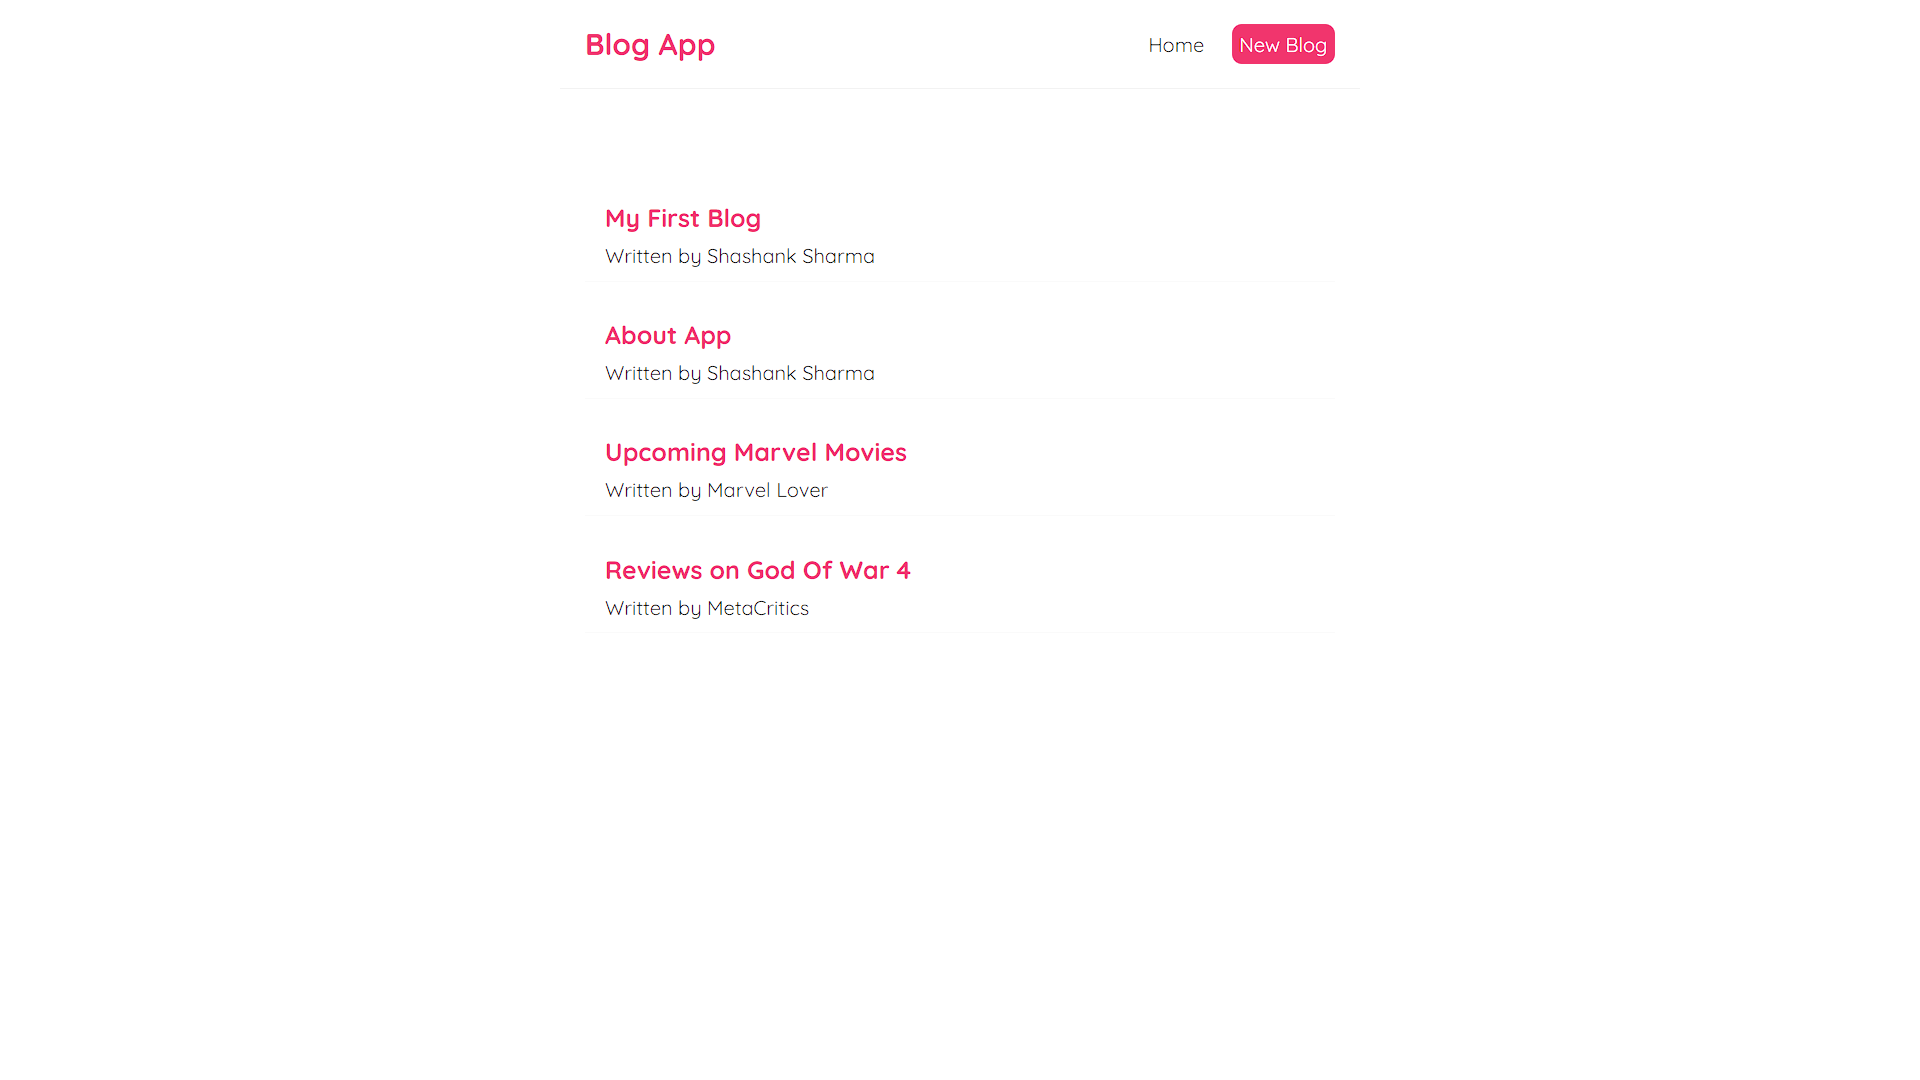 Blog App
Home
New Blog
My First Blog
Written by Shashank Sharma
About App
Written by Shashank Sharma
Upcoming Marvel Movies
Written by Marvel Lover
Reviews on God Of War 4
Written by MetaCritics